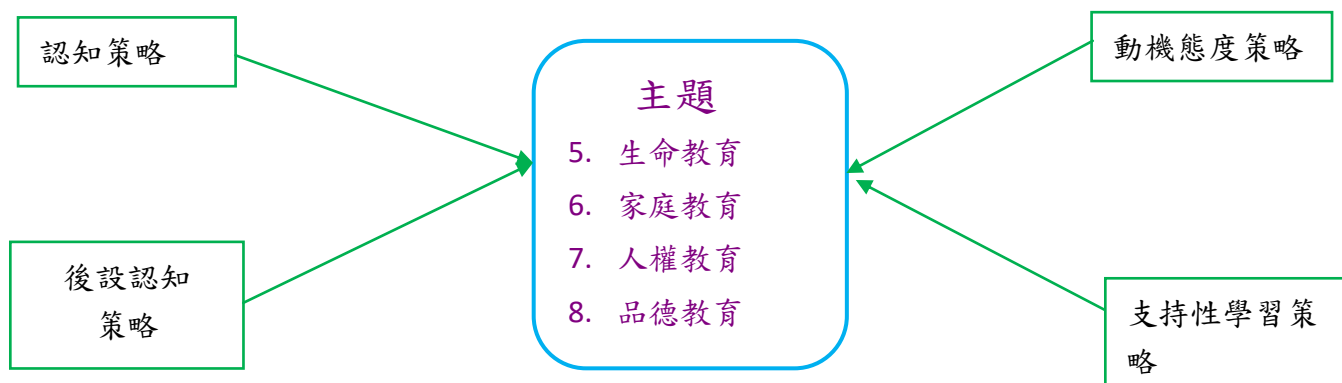 認知策略
動機態度策略
主題
5. 生命教育
6. 家庭教育
7. 人權教育
8. 品德教育
後設認知
策略
支持性學習策
略